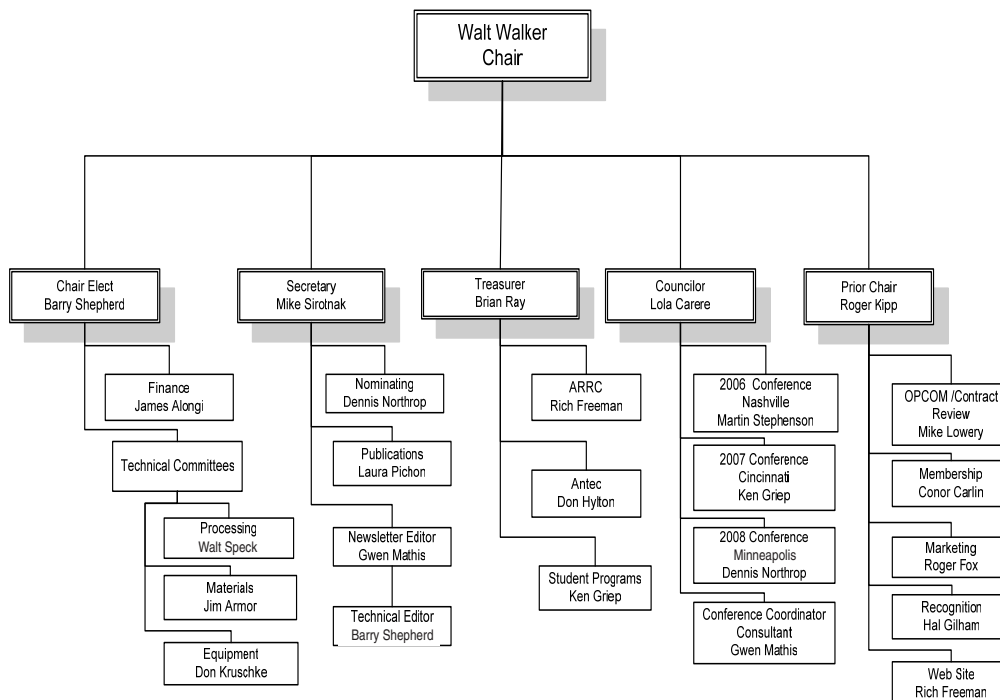 Walt Walker
Chair
Chair Elect
Barry Shepherd
Secretary
Mike Sirotnak
Treasurer
Brian Ray
Councilor
Lola Carere
Prior Chair
Roger Kipp
Finance
James Alongi
Technical Committees
Processing
Walt Speck
Materials
Jim Armor
Equipment
Don Kruschke
Nominating
Dennis Northrop
Publications
Laura Pichon
Newsletter Editor
Gwen Mathis
Technical Editor
Barry Shepherd
ARRC
Rich Freeman
Antec
Don Hylton
Student Programs
Ken Griep
2006 Conference
Nashville
Martin Stephenson
2007 Conference
Cincinnati
Ken Griep
2008 Conference
Minneapolis
Dennis Northrop
Conference Coordinator
Consultant
Gwen Mathis
OPCOM /Contract
Review
Mike Lowery
Membership
Conor Carlin
Marketing
Roger Fox
Recognition
Hal Gilham
Web Site
Rich Freeman